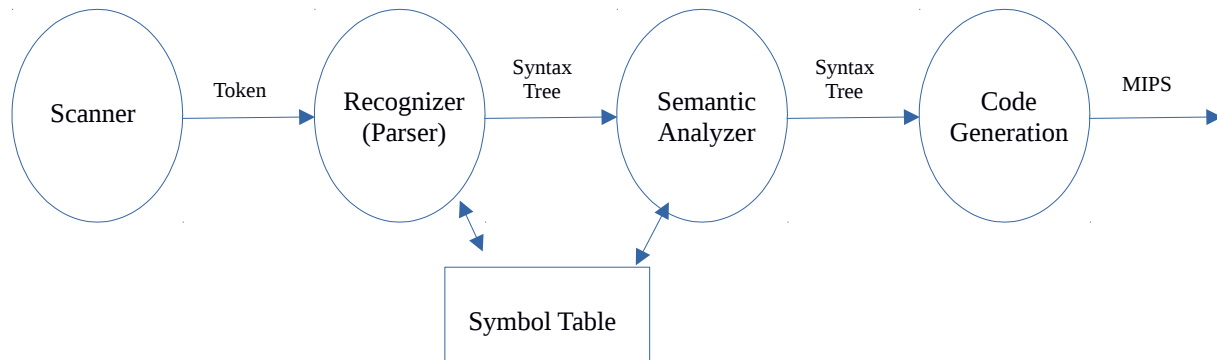 Scanner
Token
Recognizer
(Parser)
Syntax
Tree
Semantic
Analyzer
Syntax
Tree
Code
Generation
MIPS
Symbol Table